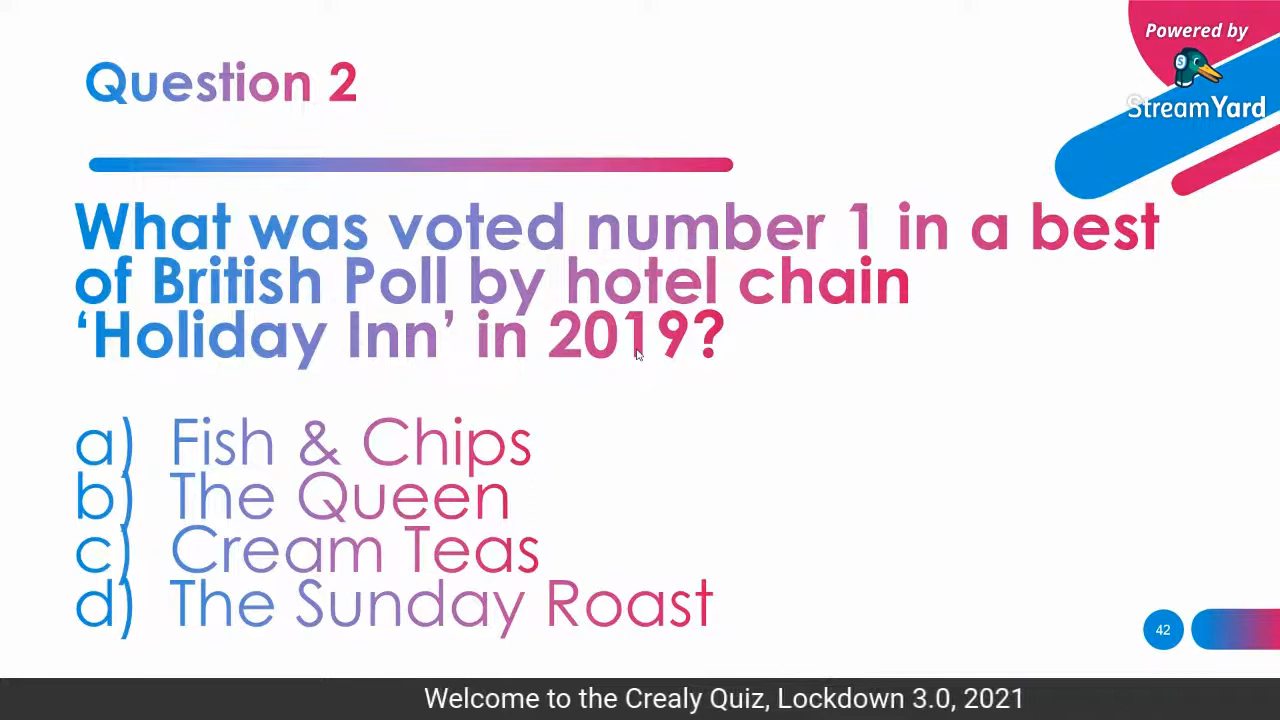 Powered by
StreamYard
Question 2
What was voted number 1 in a best
of British Poll by hotel chain
‘Holiday Inn’ in 2019?
a) Fish & Chips
b) The Queen
c) Cream Teas
d) The Sunday Roast
42
Welcome to the Crealy Quiz, Lockdown 3.0, 2021